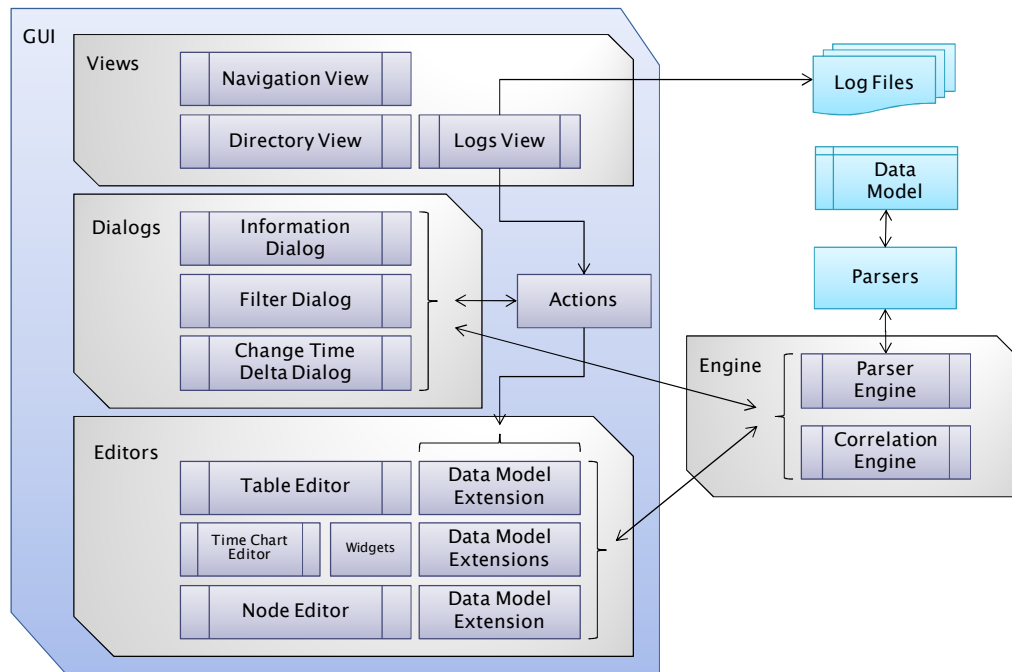 GUI
Views
Navigation View
Directory View
Logs View
Log Files
Data
Model
Parsers
Dialogs
Information
Dialog
Filter Dialog
Change Time
Delta Dialog
Actions
Engine
Parser
Engine
Correlation
Engine
Editors
Table Editor
Data Model
Extension
Time Chart
Editor
Widgets
Data Model
Extensions
Node Editor
Data Model
Extension